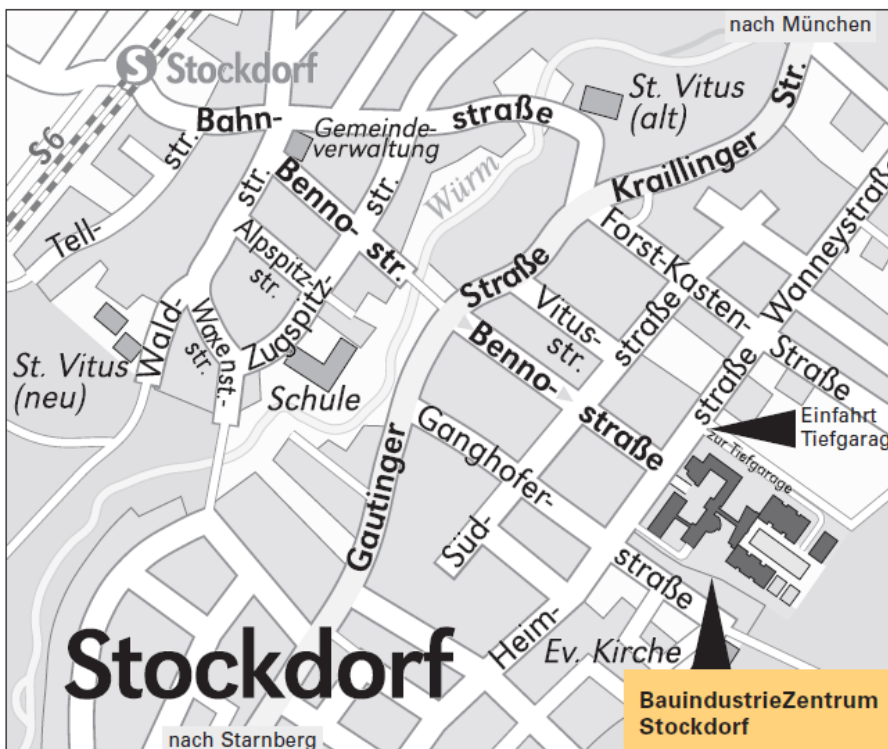 nach München
S Stockdorf
S6
St. Vitus
(alt)
Bahn-
straße
Gemeinde-
verwaltung
Kraillinger
Str.
Tell-
str.
Benno-
str.
str.
str.
Würm
Alpspitz-
str.
Zugspitz-
Wald-
Waxenst.-
str.
St. Vitus
(neu)
Schule
Straße
Gautinger
Forst-Kasten-
Straße
Wanneystraße
Vitus-
str.
straße
Benno-
straße
straße
Ganghofer-
straße
Süd-
Heim-
Einfahrt
Tiefgarag
zur Tiefgarage
Ev. Kirche
Stockdorf
BauindustrieZentrum
Stockdorf
nach Starnberg